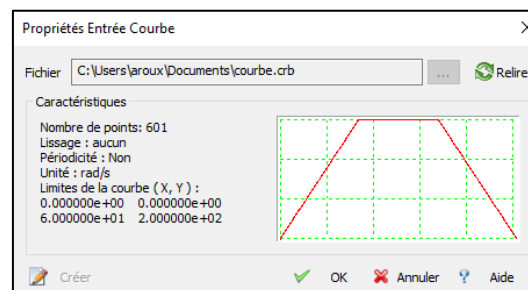 Propriétés Entrée Courbe
Fichier C:\Users\aroux\Documents\courbe.crb ... Relire
Caractéristiques
Nombre de points: 601
Lissage : aucun
Périodicité : Non
Unité : rad/s
Limites de la courbe ( X, Y ) :
0.000000e+00 0.000000e+00
6.000000e+01 2.000000e+02
Créer OK Annuler Aide